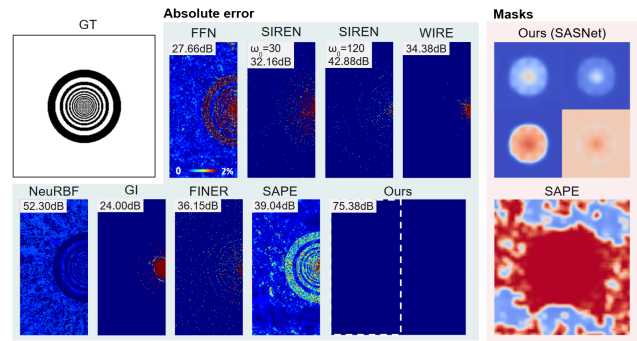 GT
Absolute error
FFN
27.66dB
0
2%
SIREN
ω₀=30
32.16dB
SIREN
ω₀=120
42.88dB
WIRE
34.38dB
Masks
Ours (SASNet)
NeuRBF
52.30dB
GI
24.00dB
FINER
36.15dB
SAPE
39.04dB
Ours
75.38dB
SAPE